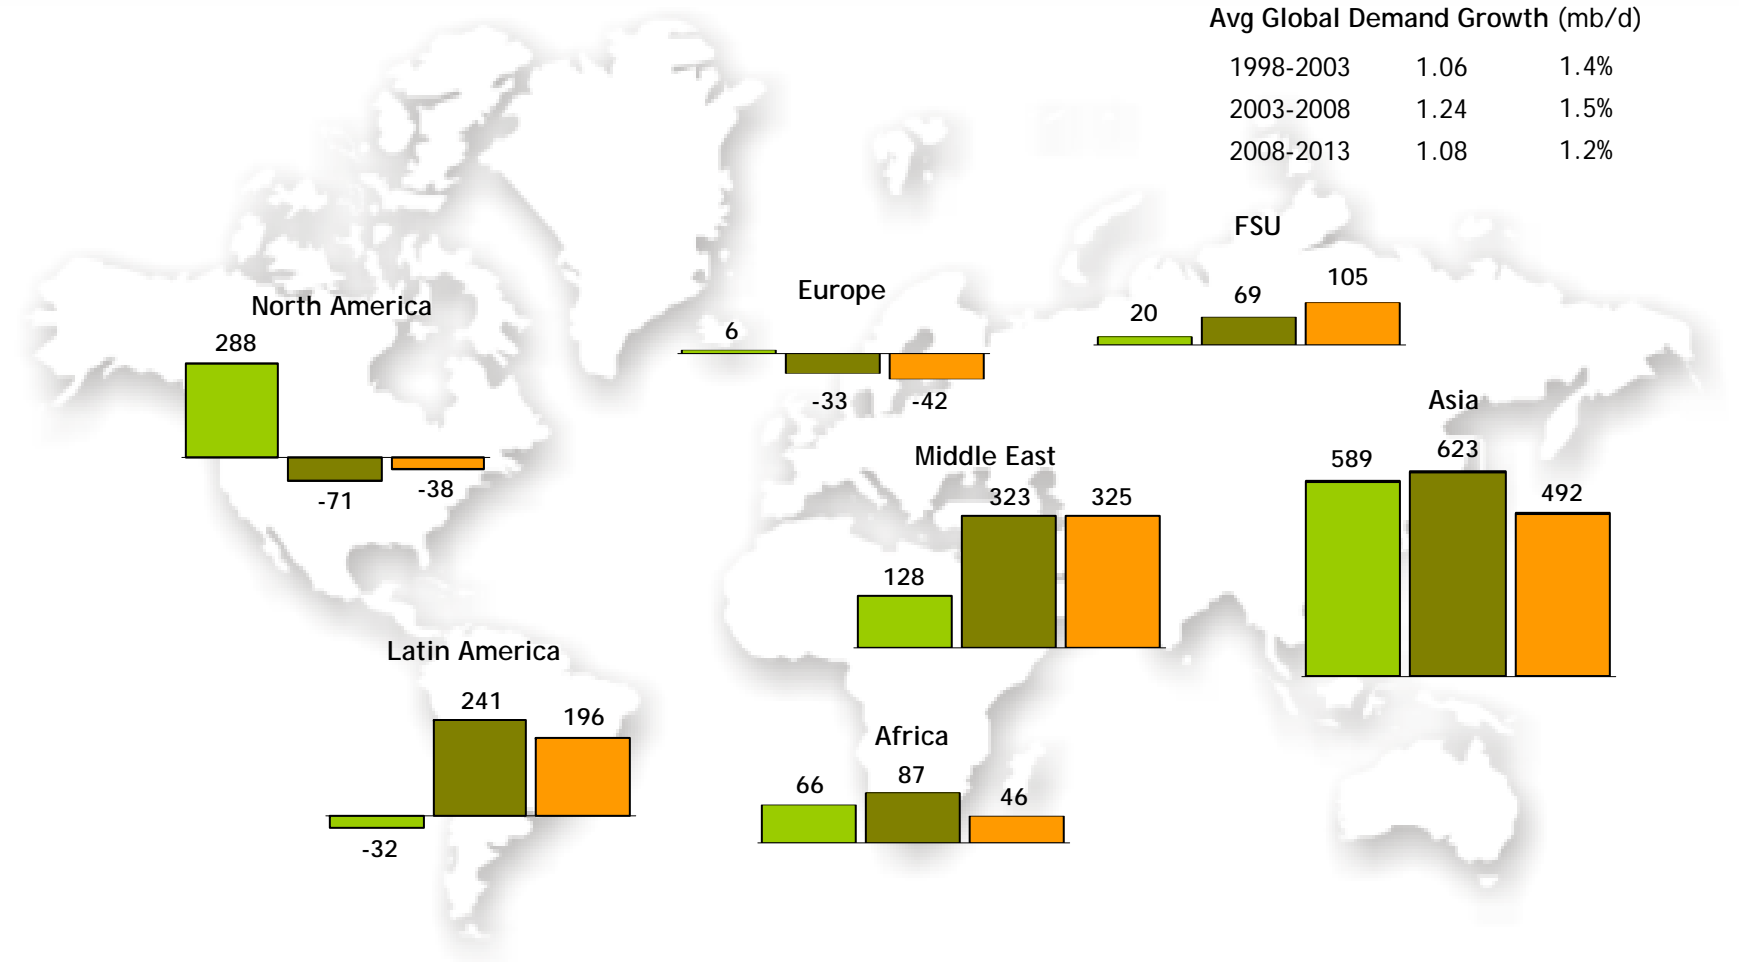 Avg Global Demand Growth (mb/d)
1998-2003 1.06 1.4%
2003-2008 1.24 1.5%
2008-2013 1.08 1.2%
FSU
20 69 105
Europe
6
-33 -42
North America
288
-71 -38
Asia
589 623 492
Middle East
128 323 325
Latin America
241 196
-32
Africa
66 87 46